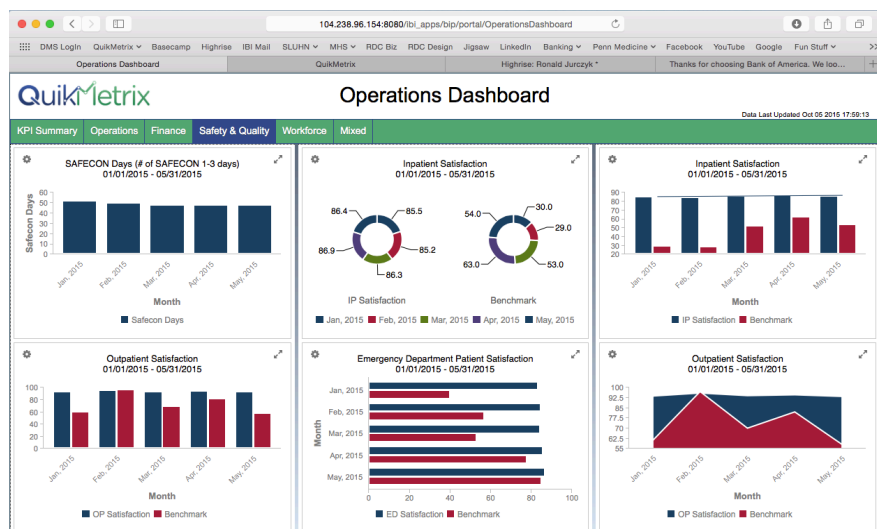 104.238.96.154:8080/ibi_apps/bip/portal/OperationsDashboard
DMS Login QuikMetrix Basecamp Highrise IBI Mail SLUHN MHS RDC Biz RDC Design Jigsaw LinkedIn Banking Penn Medicine Facebook YouTube Google Fun Stuff
Operations Dashboard QuikMetrix Highrise: Ronald Jurczyk * Thanks for choosing Bank of America. We loo...
QuikMetrix
Operations Dashboard
Data Last Updated Oct 05 2015 17:59:13
KPI Summary Operations Finance Safety & Quality Workforce Mixed
SAFECON Days (# of SAFECON 1-3 days)
01/01/2015 - 05/31/2015
Safecon Days
60
50
40
30
20
10
0
Jan, 2015 Feb, 2015 Mar, 2015 Apr, 2015 May, 2015
Month
Safecon Days
Inpatient Satisfaction
01/01/2015 - 05/31/2015
86.4 85.5
86.9 85.2
86.3
IP Satisfaction
54.0 30.0
29.0
63.0 53.0
Benchmark
Jan, 2015 Feb, 2015 Mar, 2015 Apr, 2015 May, 2015
Inpatient Satisfaction
01/01/2015 - 05/31/2015
90
80
70
60
50
40
30
20
Jan, 2015 Feb, 2015 Mar, 2015 Apr, 2015 May, 2015
Month
IP Satisfaction Benchmark
Outpatient Satisfaction
01/01/2015 - 05/31/2015
100
80
60
40
20
0
Jan, 2015 Feb, 2015 Mar, 2015 Apr, 2015 May, 2015
Month
OP Satisfaction Benchmark
Emergency Department Patient Satisfaction
01/01/2015 - 05/31/2015
Month
Jan, 2015
Feb, 2015
Mar, 2015
Apr, 2015
May, 2015
0 20 40 60 80 100
ED Satisfaction Benchmark
Outpatient Satisfaction
01/01/2015 - 05/31/2015
100
92.5
85
77.5
70
62.5
55
Jan, 2015 Feb, 2015 Mar, 2015 Apr, 2015 May, 2015
Month
OP Satisfaction Benchmark